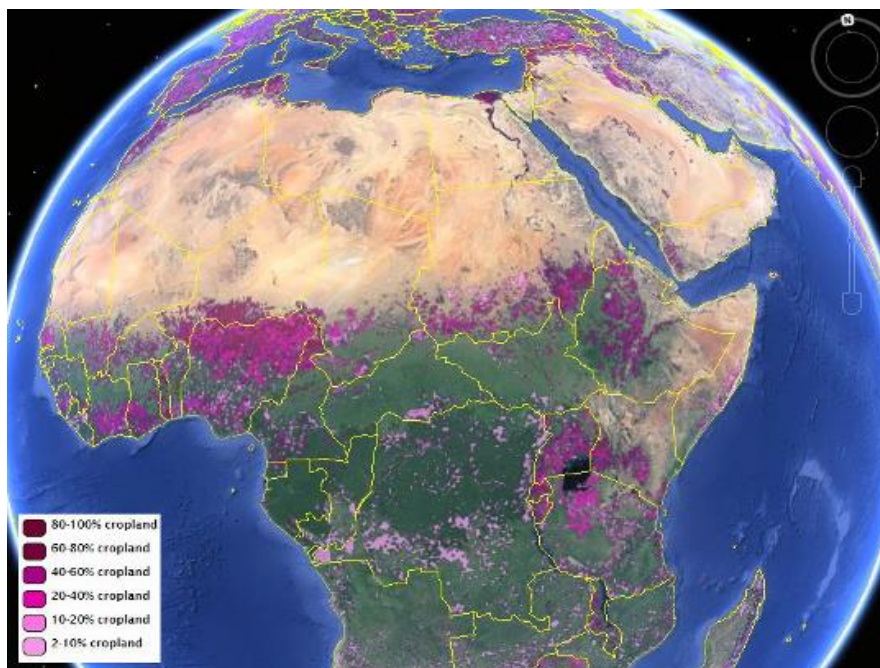 N
80-100% cropland
60-80% cropland
40-60% cropland
20-40% cropland
10-20% cropland
2-10% cropland